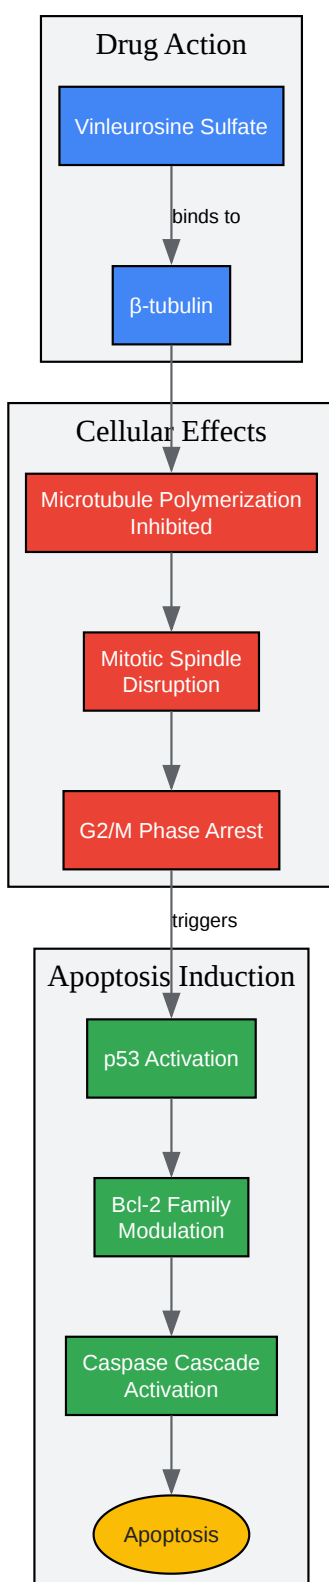 Drug Action
Vinleurosine Sulfate
binds to
β-tubulin
Cellular Effects
Microtubule Polymerization
Inhibited
Mitotic Spindle
Disruption
G2/M Phase Arrest
triggers
Apoptosis Induction
p53 Activation
Bcl-2 Family
Modulation
Caspase Cascade
Activation
Apoptosis